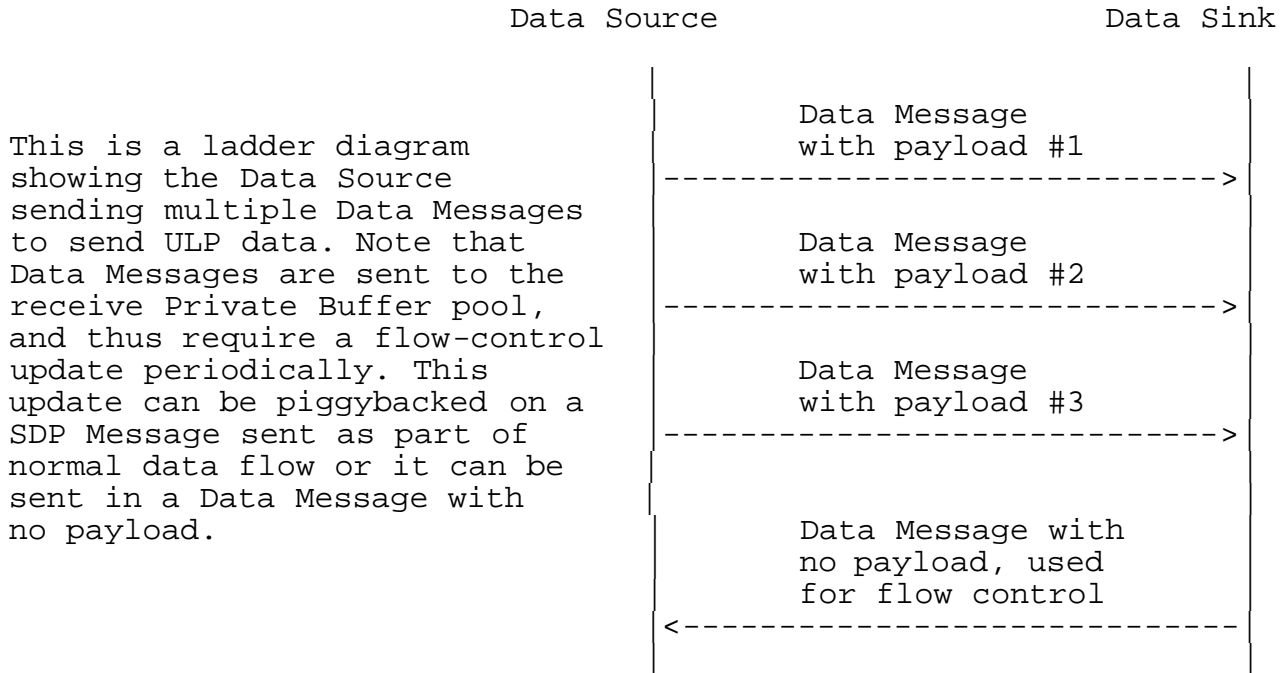 Data Source Data Sink
This is a ladder diagram
showing the Data Source
sending multiple Data Messages
to send ULP data. Note that
Data Messages are sent to the
receive Private Buffer pool,
and thus require a flow-control
update periodically. This
update can be piggybacked on a
SDP Message sent as part of
normal data flow or it can be
sent in a Data Message with
no payload.
Data Message
with payload #1
Data Message
with payload #2
Data Message
with payload #3
Data Message with
no payload, used
for flow control